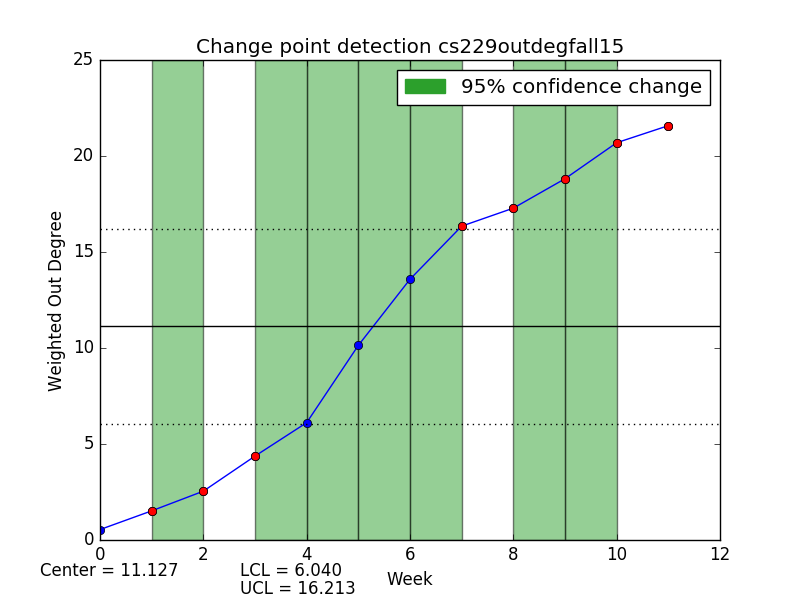 Change point detection cs229outdegfall15
95% confidence change
Weighted Out Degree
25
20
15
10
5
0
0 2 4 6 8 10 12
Center = 11.127 LCL = 6.040 Week
UCL = 16.213